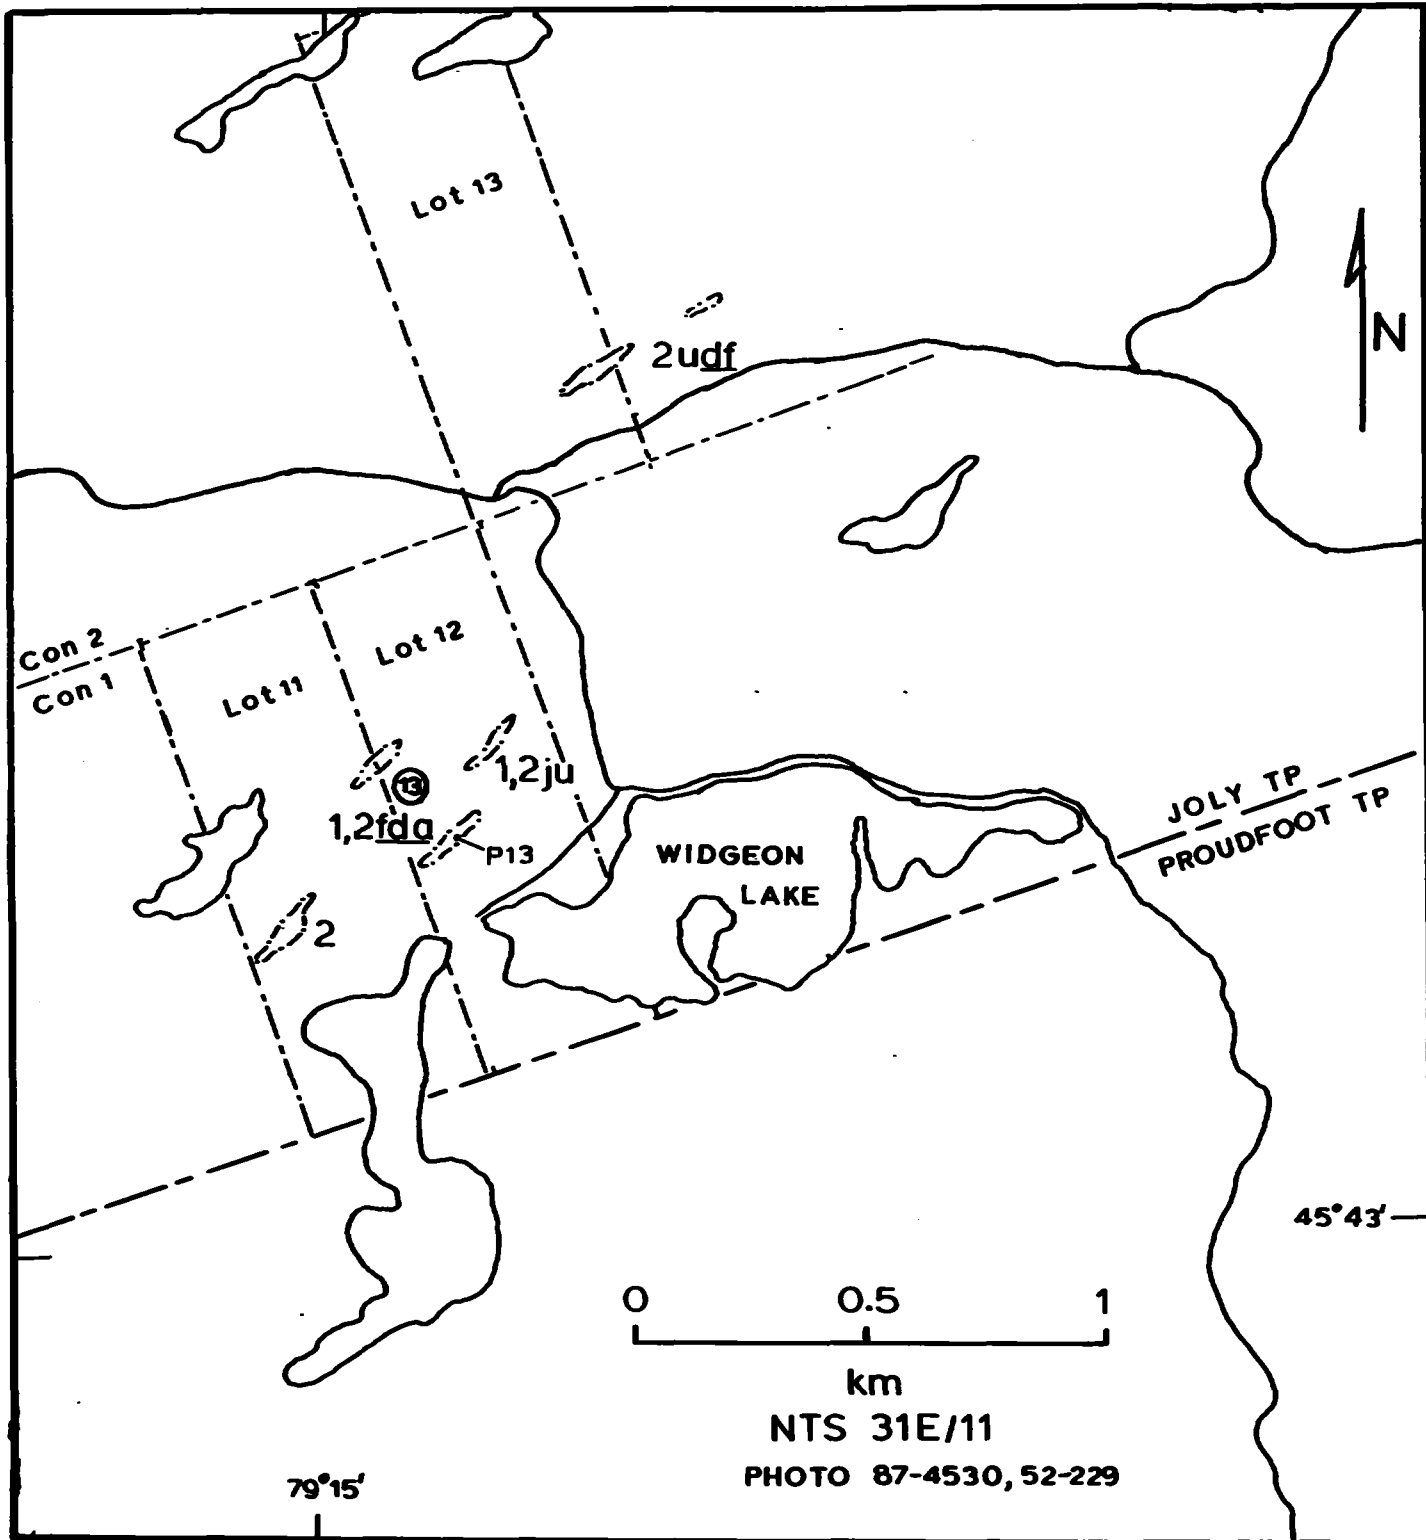 Lot 13
N
2udf
Con 2
Con 1
Lot 12
Lot 11
13
1,2ju
1,2fda
P13
2
WIDGEON
LAKE
JOLY TP
PROUDFOOT TP
45°43'
0 0.5 1
km
NTS 31E/11
PHOTO 87-4530, 52-229
79°15'